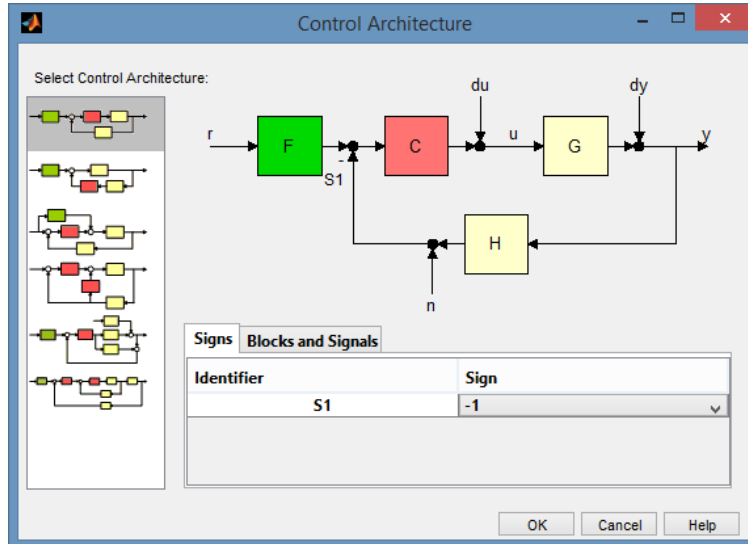 Control Architecture
Select Control Architecture:
du
dy
r
F
C
u
G
y
-
S1
H
n
Signs
Blocks and Signals
Identifier
Sign
S1
-1
OK
Cancel
Help